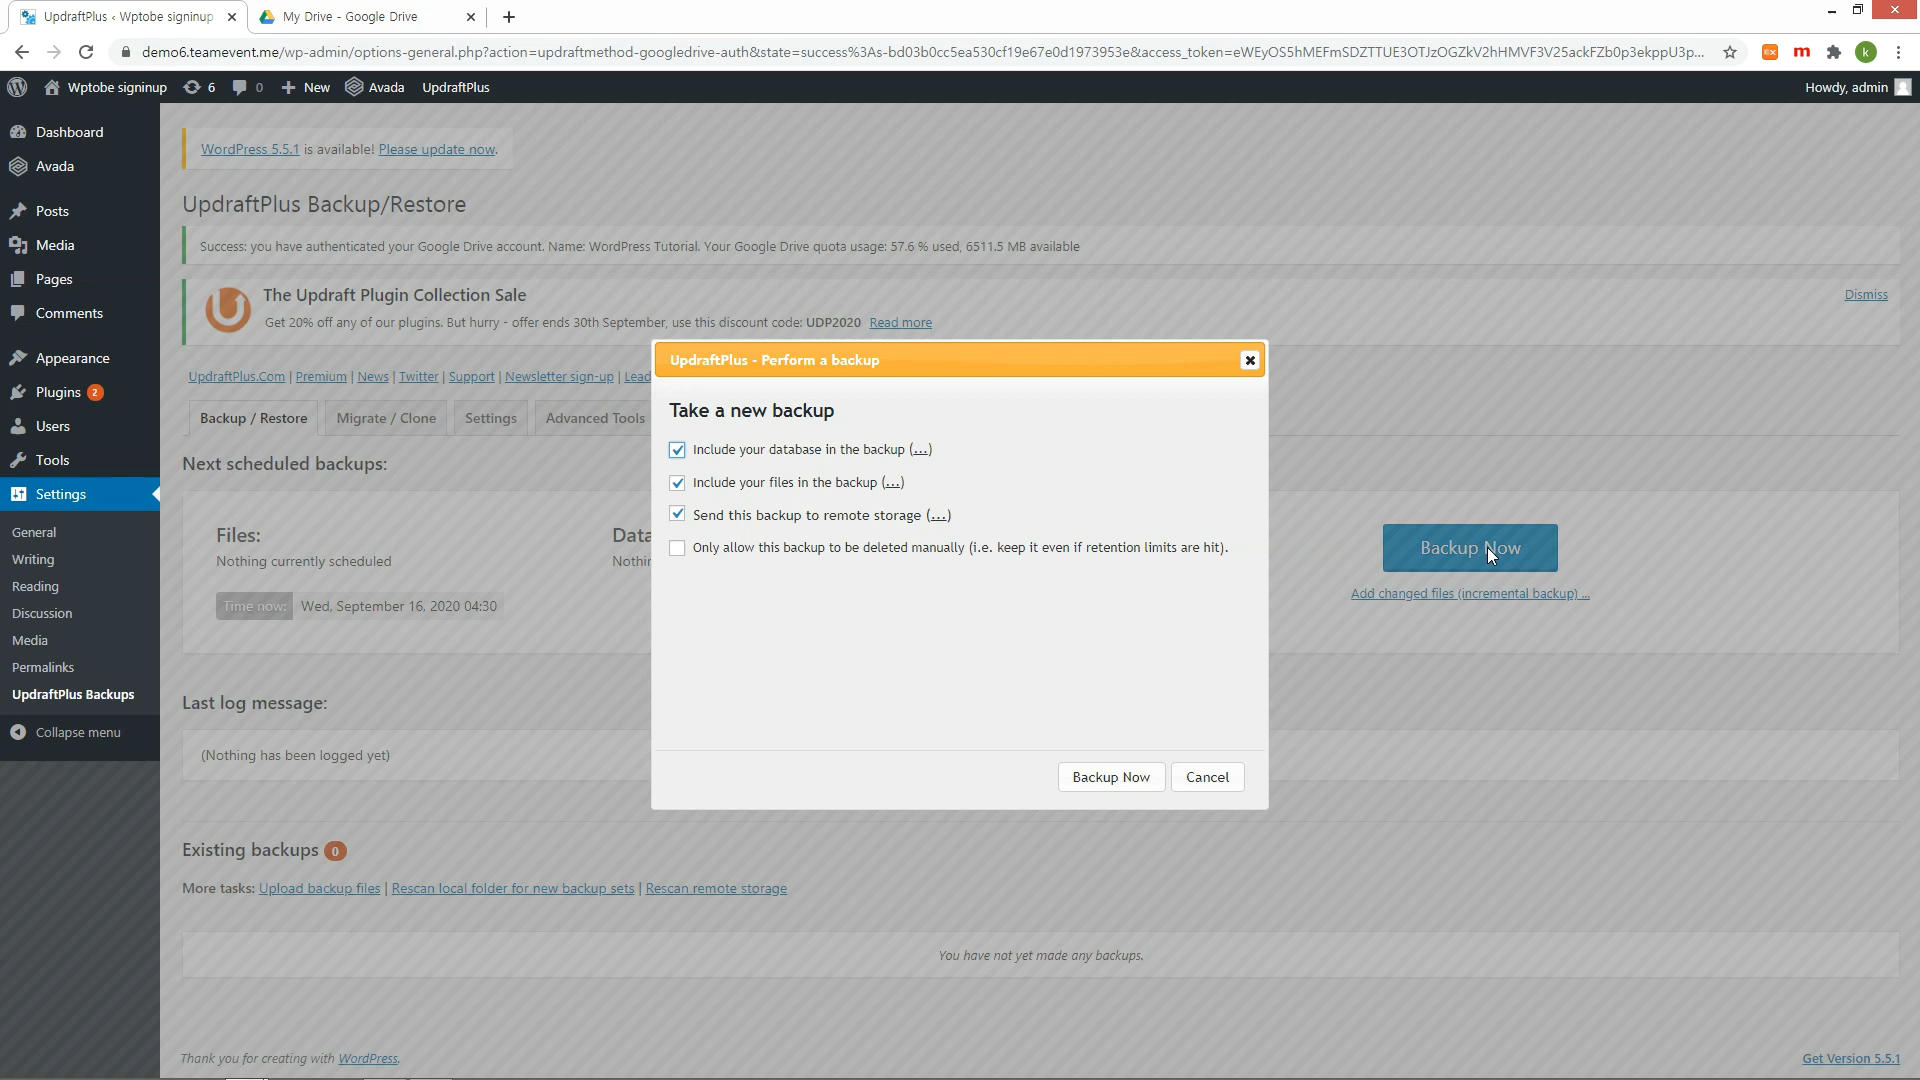 UpdraftPlus ‹ Wptobe signinup
My Drive - Google Drive
demo6.teamevent.me/wp-admin/options-general.php?action=updraftmethod-googledrive-auth&state=success%3As-bd03b0cc5ea530cf19e67e0d1973953e&access_token=eWEyOS5hMEFmSDZTTUE3OTJzOGZkV2hHMVF3V25ackFZb0p3ekppU3p...
Wptobe signinup 6 0 New Avada UpdraftPlus Howdy, admin
Dashboard
Avada
Posts
Media
Pages
Comments
Appearance
Plugins 2
Users
Tools
Settings
General
Writing
Reading
Discussion
Media
Permalinks
UpdraftPlus Backups
Collapse menu
WordPress 5.5.1 is available! Please update now.
UpdraftPlus Backup/Restore
Success: you have authenticated your Google Drive account. Name: WordPress Tutorial. Your Google Drive quota usage: 57.6 % used, 6511.5 MB available
The Updraft Plugin Collection Sale
Dismiss
Get 20% off any of our plugins. But hurry - offer ends 30th September, use this discount code: UDP2020 Read more
UpdraftPlus.Com | Premium | News | Twitter | Support | Newsletter sign-up | Lead
Backup / Restore Migrate / Clone Settings Advanced Tools
Next scheduled backups:
Files:
Nothing currently scheduled
Data
Nothin
Time now: Wed, September 16, 2020 04:30
Backup Now
Add changed files (incremental backup) ...
UpdraftPlus - Perform a backup
Take a new backup
Include your database in the backup (...)
Include your files in the backup (...)
Send this backup to remote storage (...)
Only allow this backup to be deleted manually (i.e. keep it even if retention limits are hit).
Backup Now Cancel
Last log message:
(Nothing has been logged yet)
Existing backups 0
More tasks: Upload backup files | Rescan local folder for new backup sets | Rescan remote storage
You have not yet made any backups.
Thank you for creating with WordPress.
Get Version 5.5.1